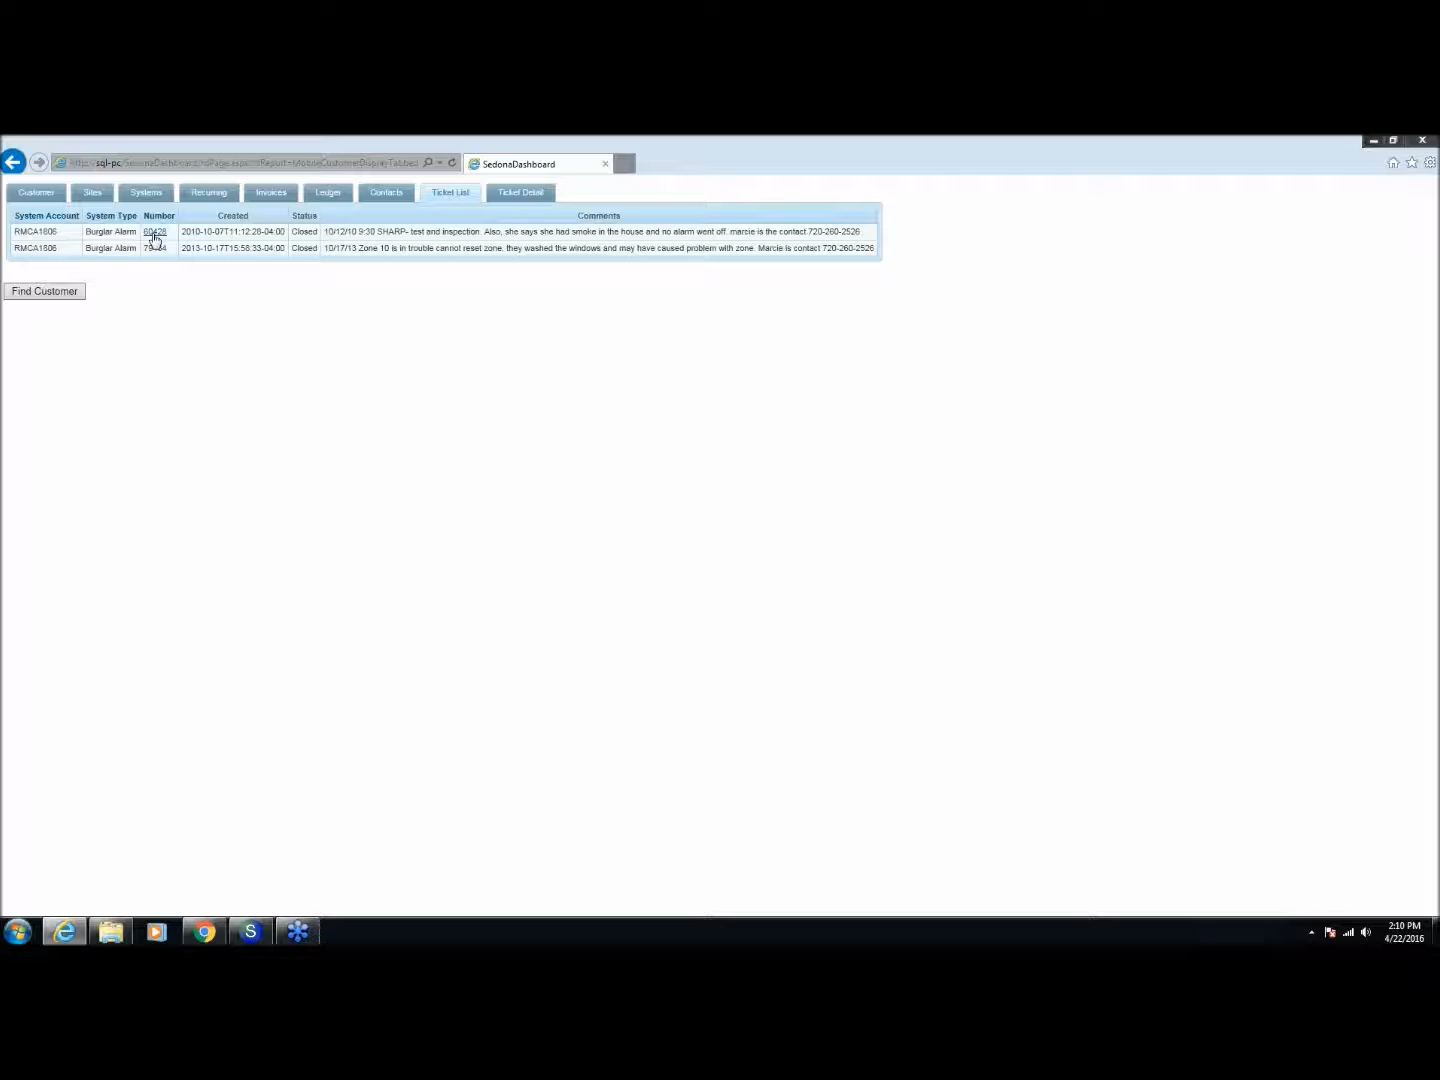 SedonaDashboard
Customer Sites Systems Recurring Invoices Ledger Contacts Ticket List Ticket Detail
System Account System Type Number Created Status Comments
RMCA1806 Burglar Alarm 60428 2010-10-07T11:12:28-04:00 Closed 10/12/10 9:30 SHARP- test and inspection. Also, she says she had smoke in the house and no alarm went off. marcie is the contact 720-260-2526
RMCA1806 Burglar Alarm 2013-10-17T15:58:33-04:00 Closed 10/17/13 Zone 10 is in trouble cannot reset zone. they washed the windows and may have caused problem with zone. Marcie is contact 720-260-2526
Find Customer
2:10 PM
4/22/2016